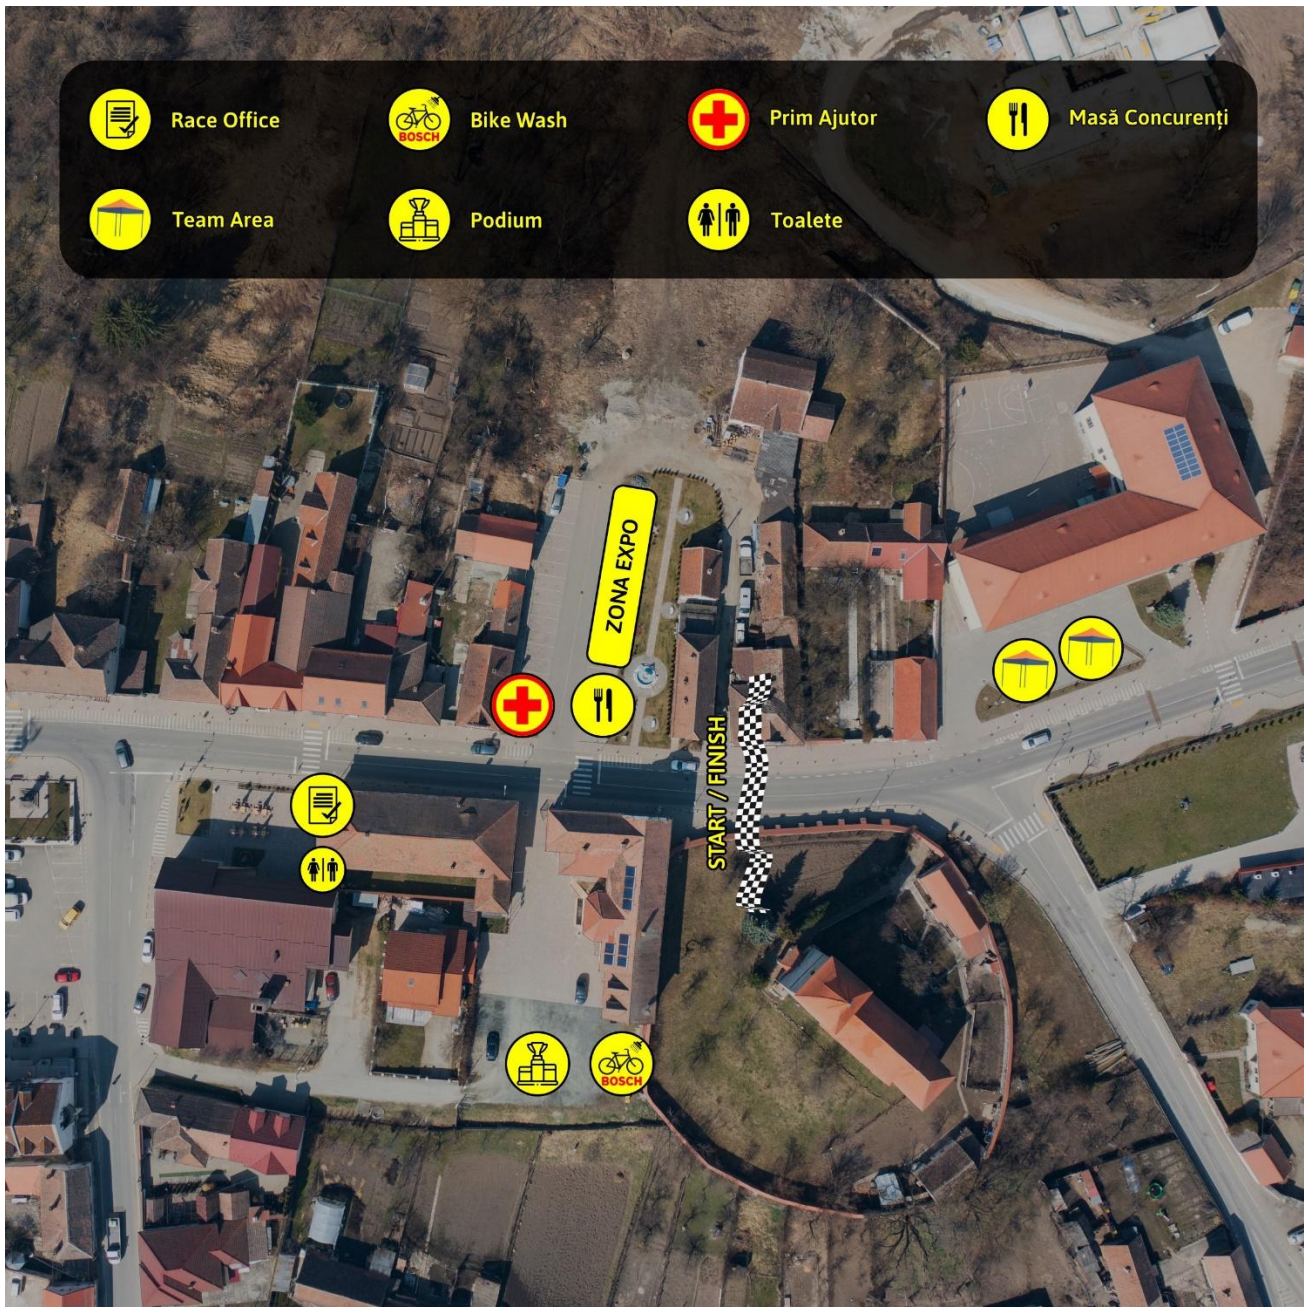 Race Office
BOSCH
Bike Wash
Prim Ajutor
Masă Concurenți
Team Area
Podium
Toalete
ZONA EXPO
START / FINISH
BOSCH